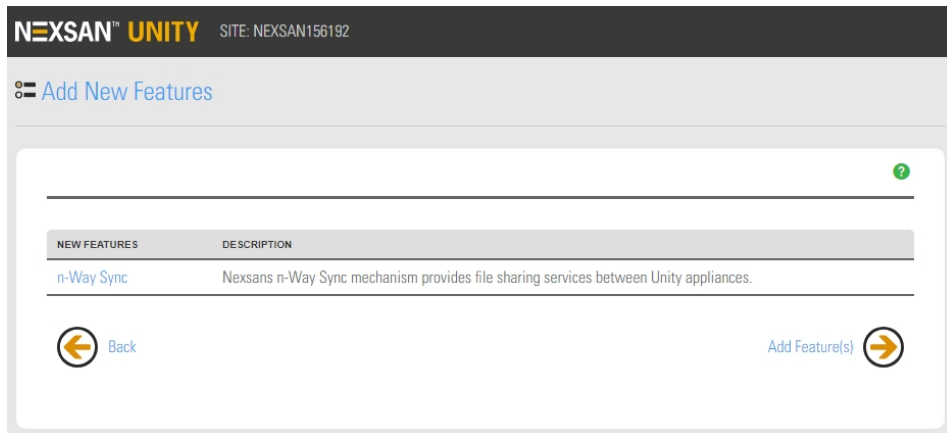 NEXSAN™ UNITY SITE: NEXSAN156192
Add New Features
?
NEW FEATURES DESCRIPTION
n-Way Sync Nexsans n-Way Sync mechanism provides file sharing services between Unity appliances.
Back Add Feature(s)